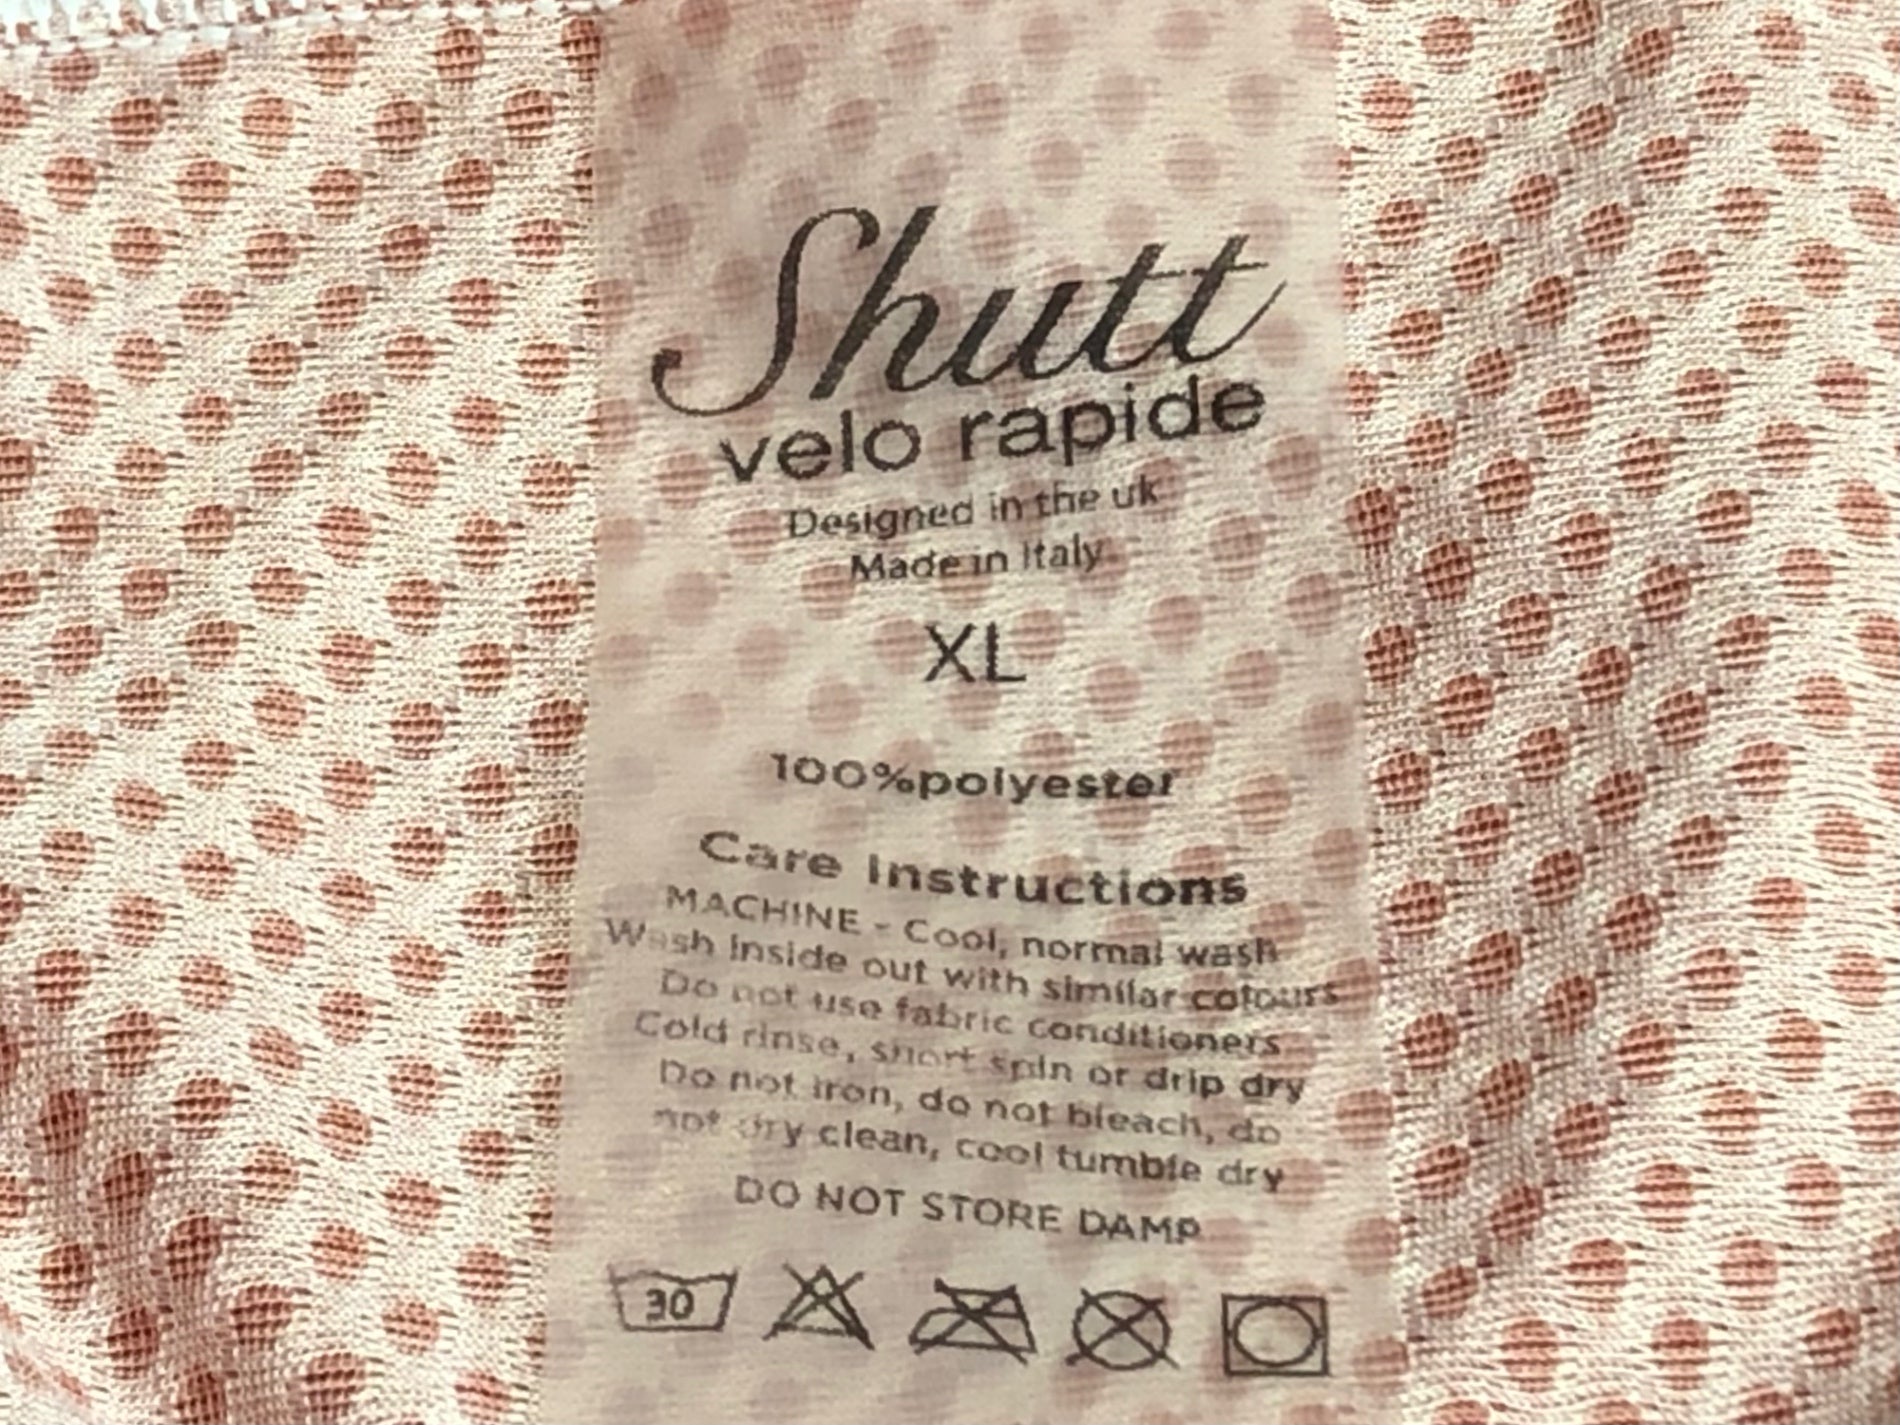 Shutt
velo rapide
Designed in the uk
Made in Italy
XL
100%polyester
Care Instructions
MACHINE - Cool, normal wash
Wash inside out with similar colours
Do not use fabric conditioners
Cold rinse, short spin or drip dry
Do not iron, do not bleach, do
not dry clean, cool tumble dry
DO NOT STORE DAMP
30